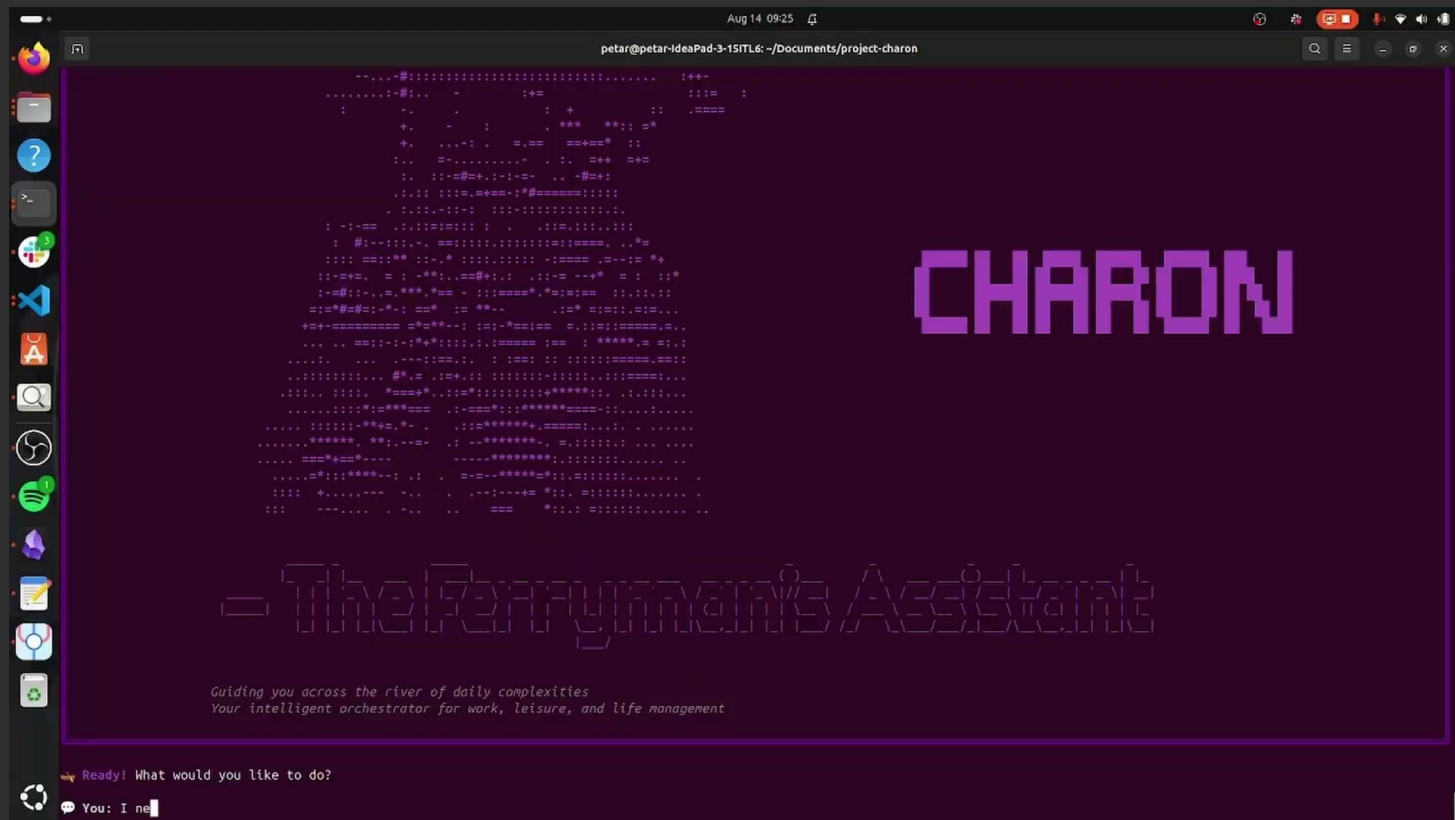 Aug 14 09:25
petar@petar-IdeaPad-3-15ITL6: ~/Documents/project-charon
3
1
CHARON
— The Ferryman's Assistant
Guiding you across the river of daily complexities
Your intelligent orchestrator for work, leisure, and life management
Ready! What would you like to do?
You: I ne